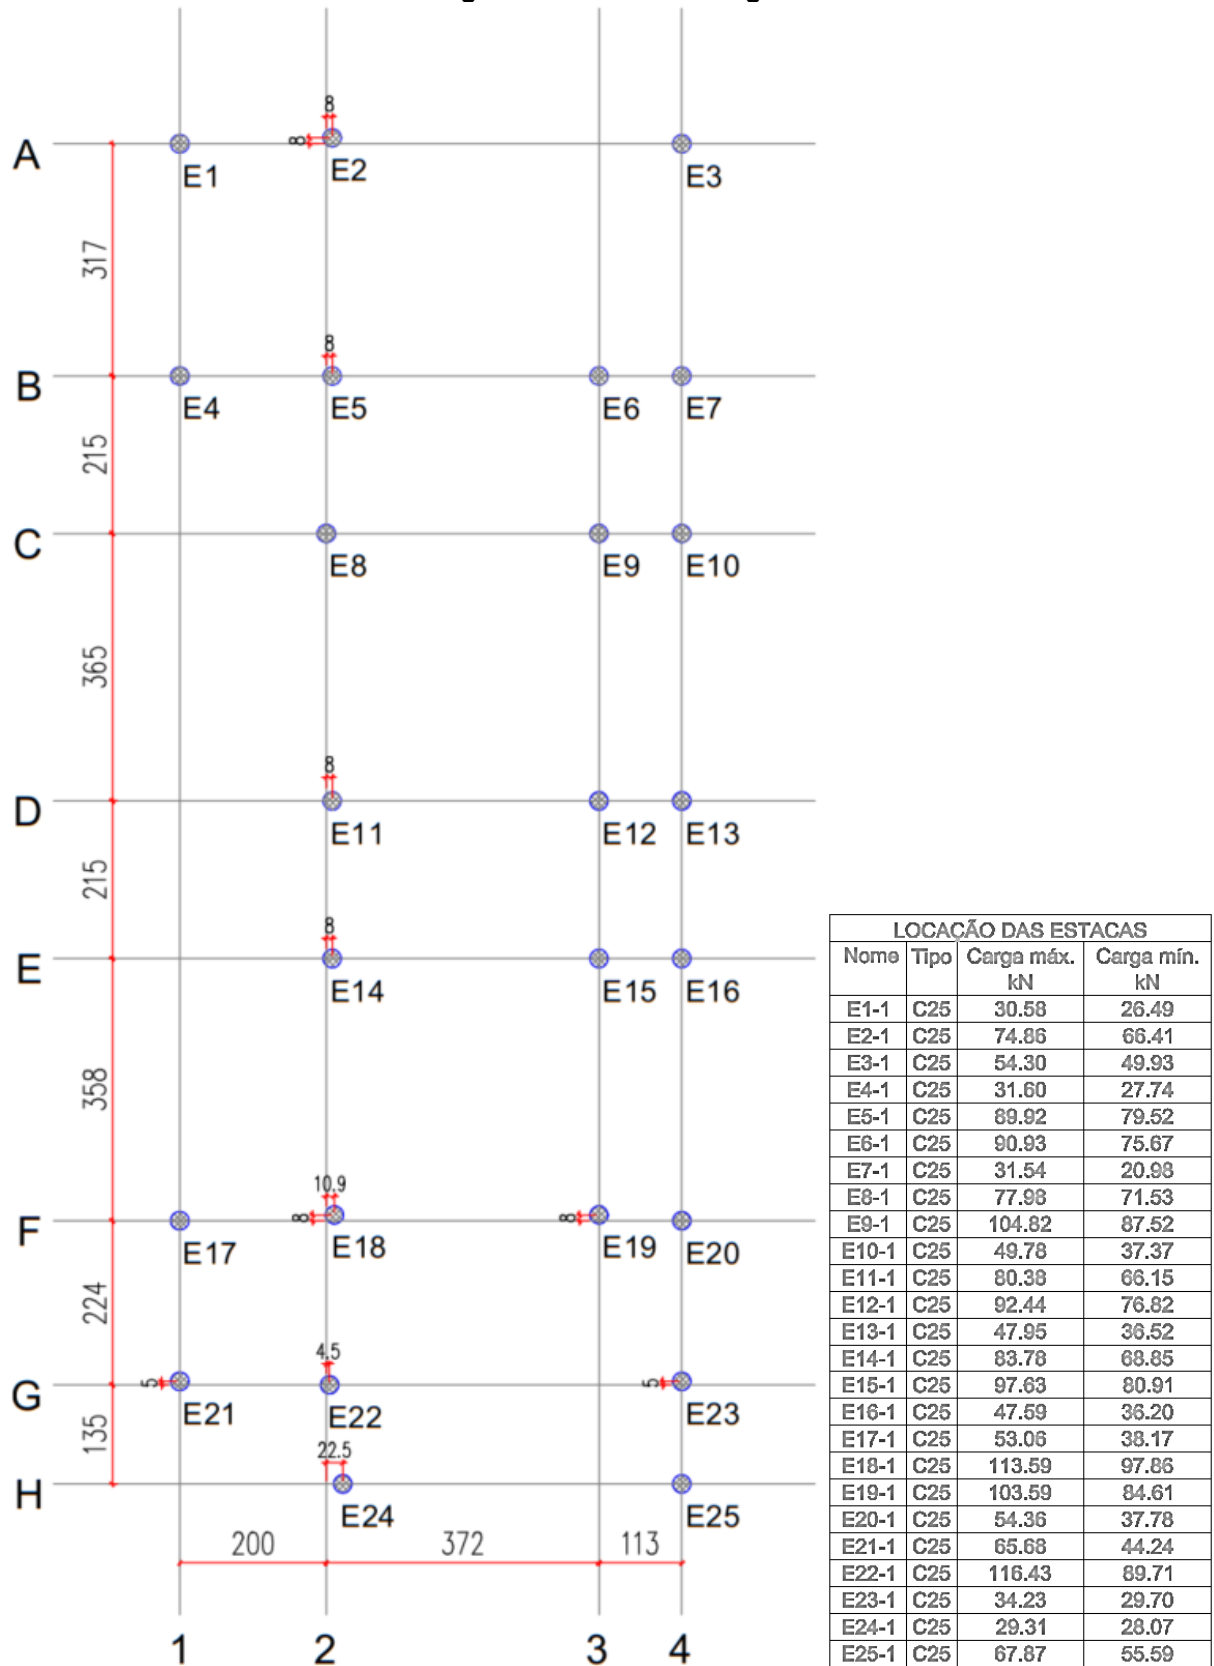 8
8
A
E1
E2
E3
317
8
B
E4
E5
E6
E7
215
C
E8
E9
E10
365
8
D
E11
E12
E13
215
8
E
E14
E15
E16
358
10.9
8
8
F
E17
E18
E19
E20
224
4.5
5
5
G
E21
E22
E23
135
22.5
H
E24
E25
200
372
113
1
2
3
4
LOCAÇÃO DAS ESTACAS
Nome Tipo Carga máx. kN Carga mín. kN
E1-1 C25 30.58 26.49
E2-1 C25 74.86 66.41
E3-1 C25 54.30 49.93
E4-1 C25 31.60 27.74
E5-1 C25 89.92 79.52
E6-1 C25 90.93 75.67
E7-1 C25 31.54 20.98
E8-1 C25 77.98 71.53
E9-1 C25 104.82 87.52
E10-1 C25 49.78 37.37
E11-1 C25 80.38 66.15
E12-1 C25 92.44 76.82
E13-1 C25 47.95 36.52
E14-1 C25 83.78 68.85
E15-1 C25 97.63 80.91
E16-1 C25 47.59 36.20
E17-1 C25 53.06 38.17
E18-1 C25 113.59 97.86
E19-1 C25 103.59 84.61
E20-1 C25 54.36 37.78
E21-1 C25 65.68 44.24
E22-1 C25 116.43 89.71
E23-1 C25 34.23 29.70
E24-1 C25 29.31 28.07
E25-1 C25 67.87 55.59